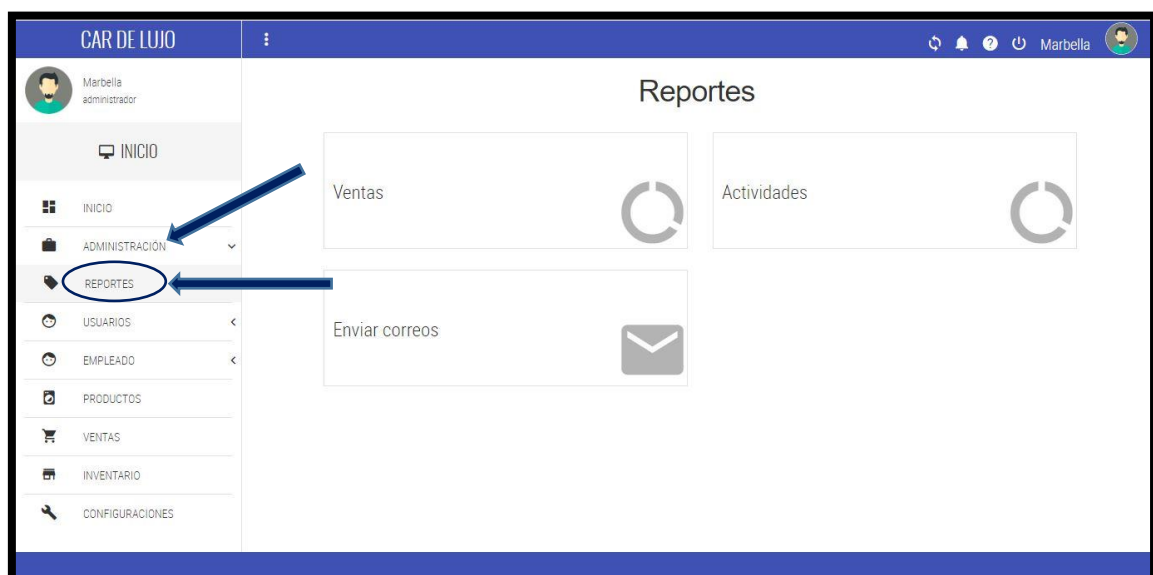 CAR DE LUJO
Marbella
Marbella
administrador
INICIO
INICIO
ADMINISTRACIÓN
REPORTES
USUARIOS
EMPLEADO
PRODUCTOS
VENTAS
INVENTARIO
CONFIGURACIONES
Reportes
Ventas
Actividades
Enviar correos